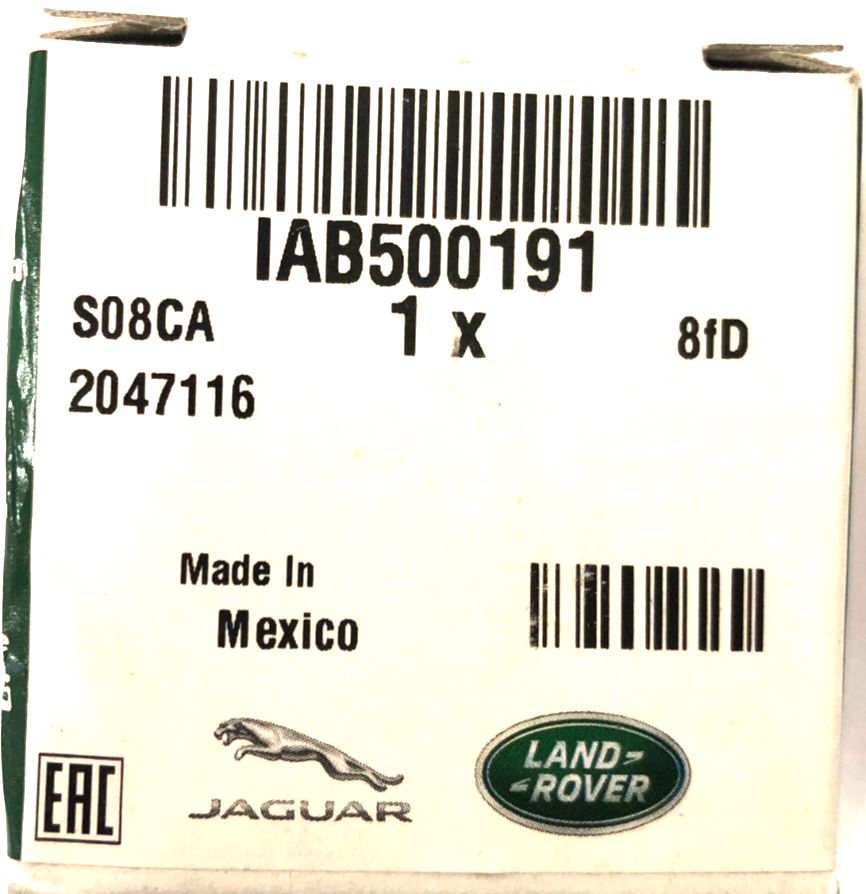 IAB500191
S08CA 1 x 8fD
2047116
Made In
Mexico
EAC
JAGUAR
LAND
ROVER